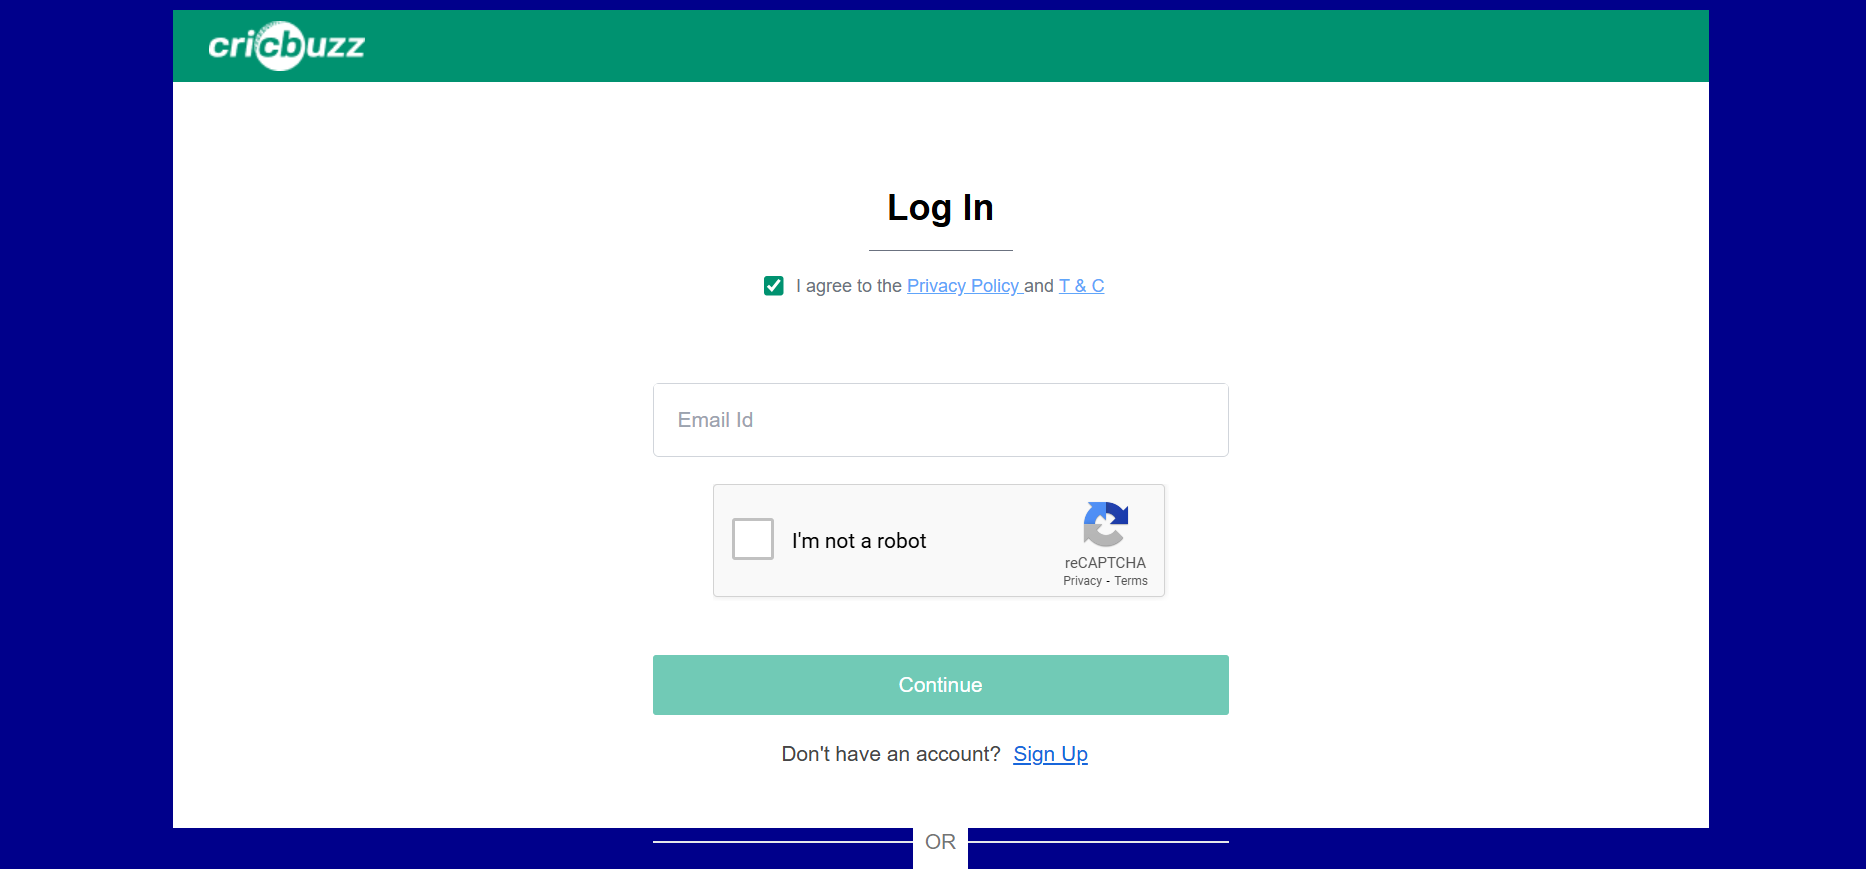 cricbuzz
Log In
I agree to the Privacy Policy and T & C
Email Id
I'm not a robot
reCAPTCHA
Privacy - Terms
Continue
Don't have an account? Sign Up
OR